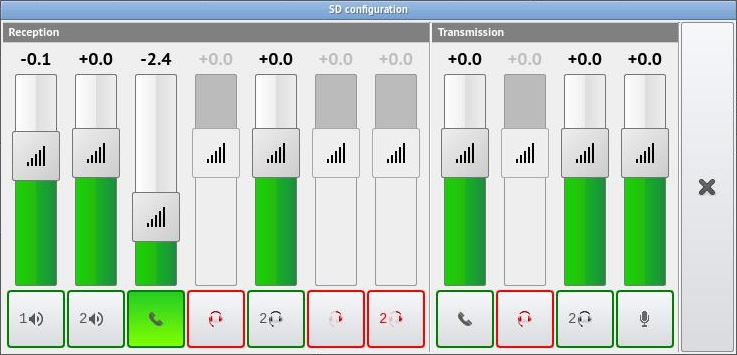 SD configuration
Reception
Transmission
-0.1 +0.0 -2.4 +0.0 +0.0 +0.0 +0.0 +0.0 +0.0 +0.0 +0.0
1 2 2 2 2